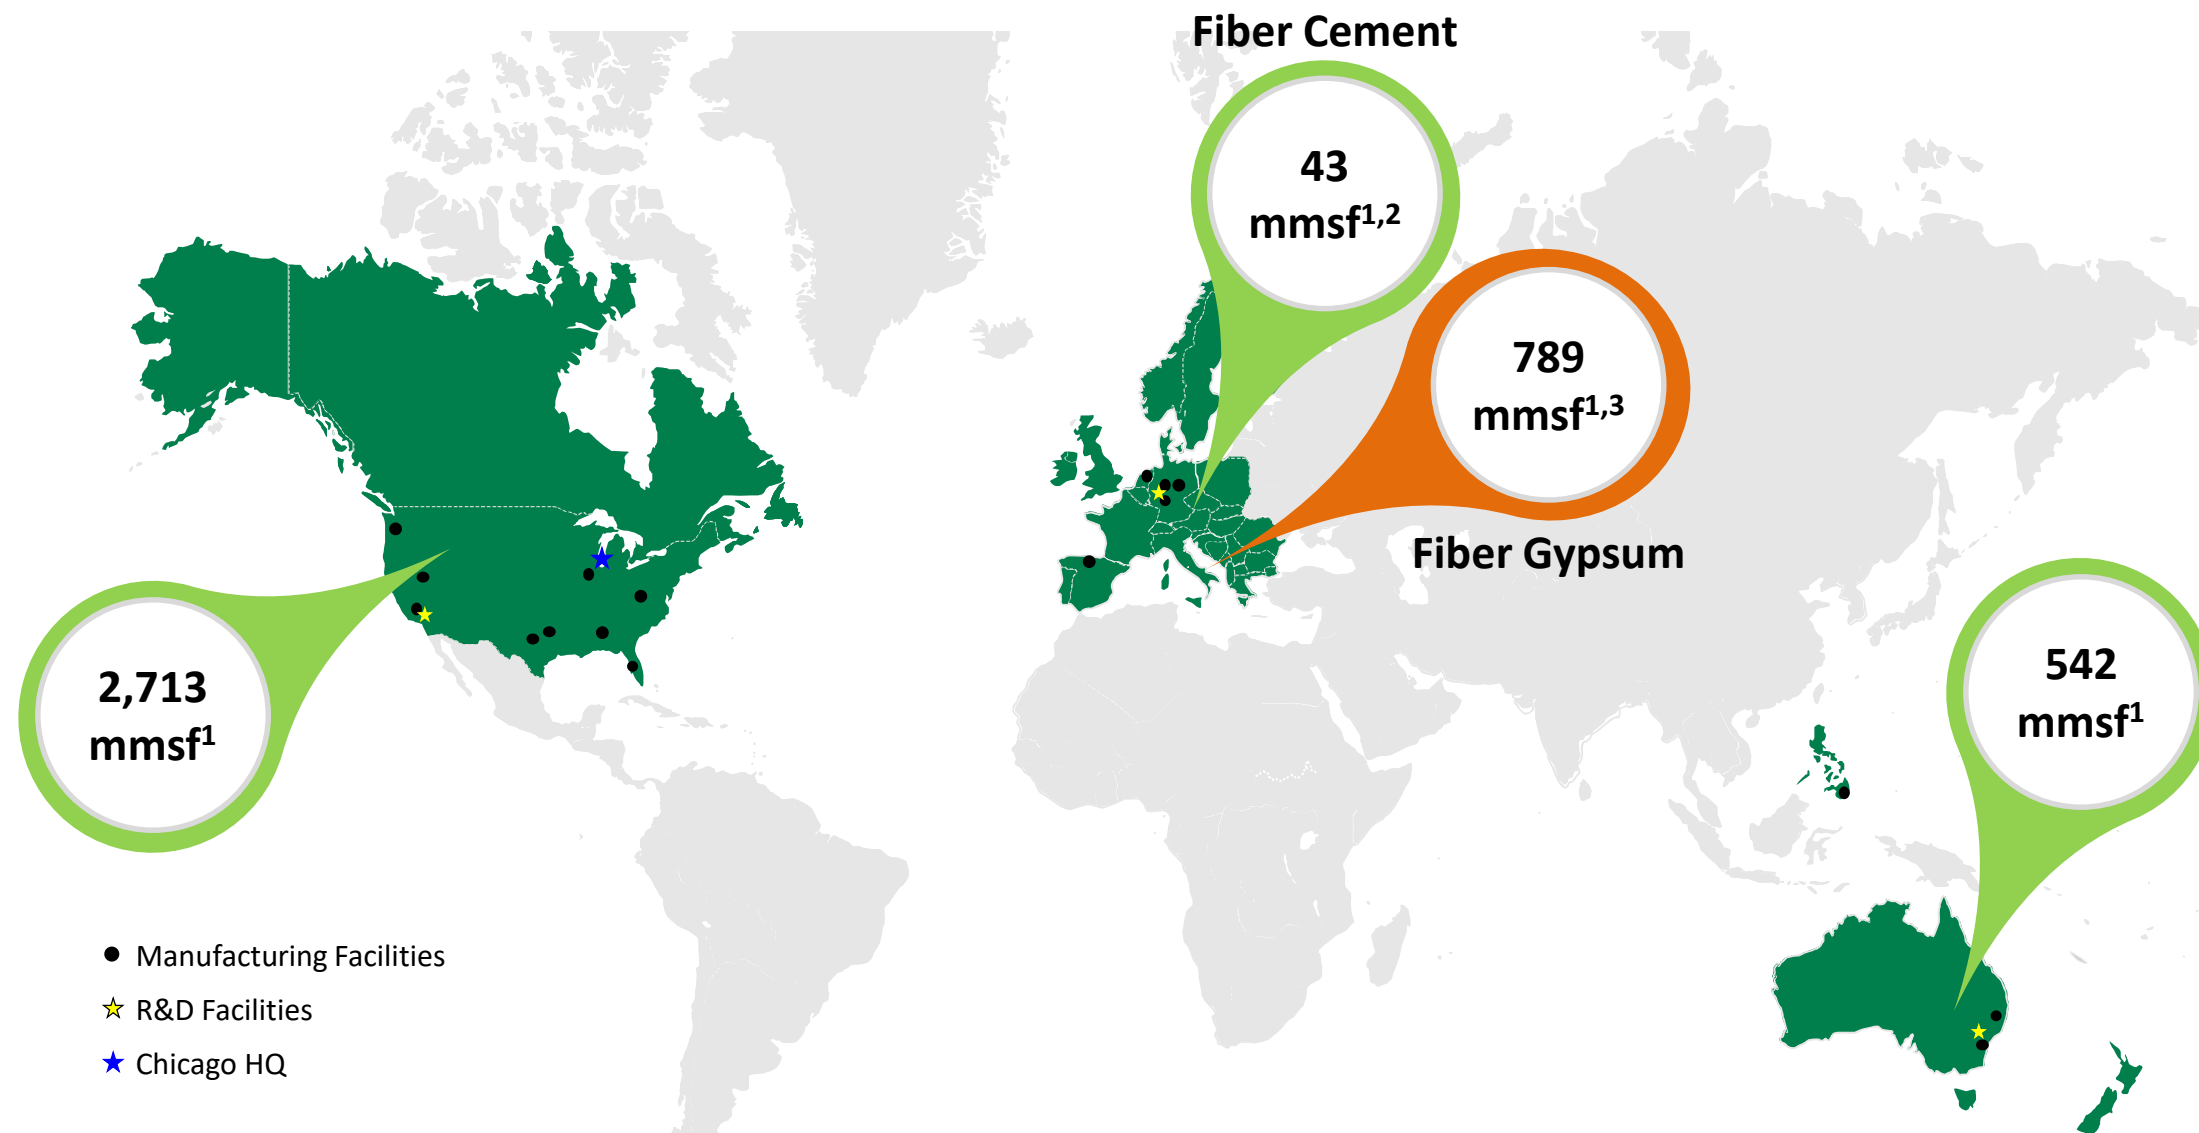 Fiber Cement
43
mmsf1,2
789
mmsf1,3
Fiber Gypsum
2,713
mmsf1
542
mmsf1
Manufacturing Facilities
R&D Facilities
Chicago HQ